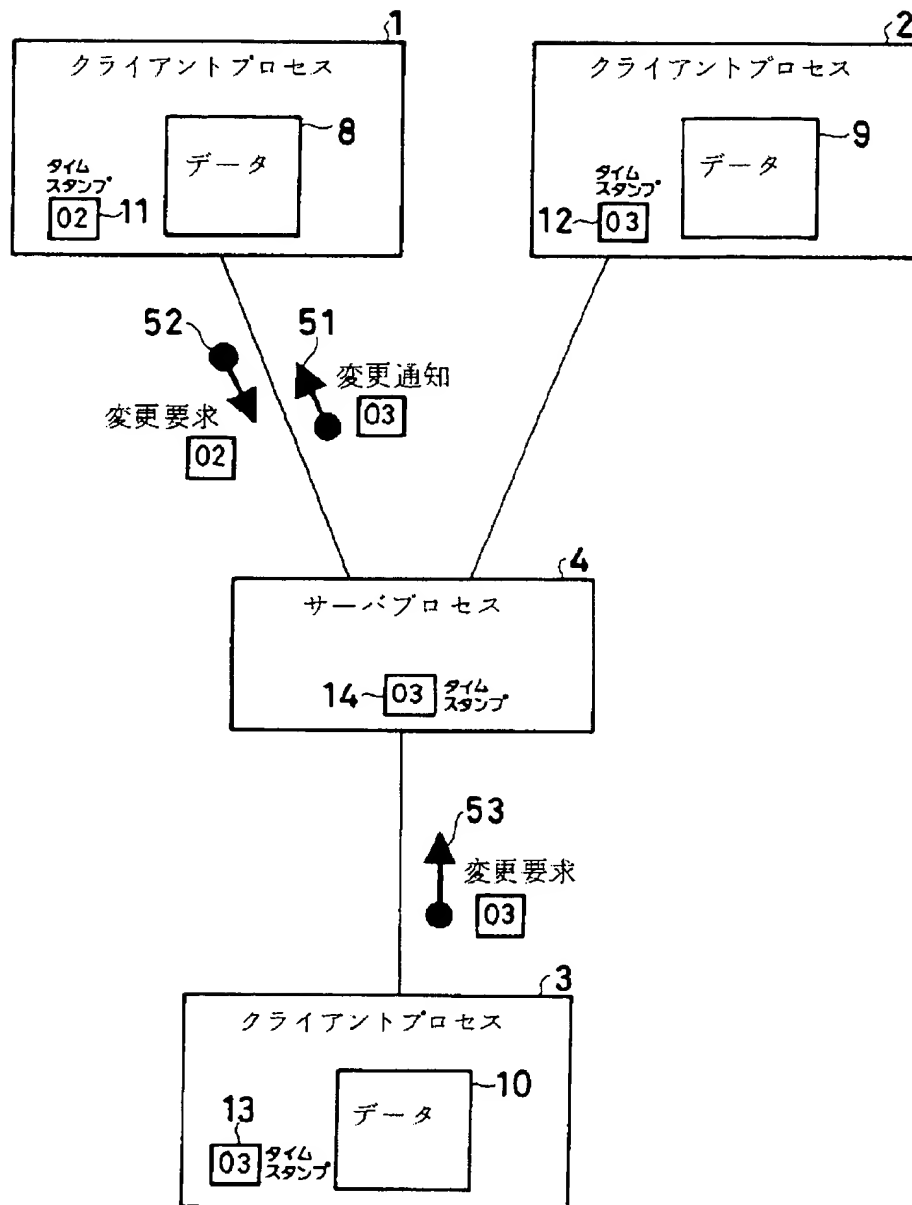 1
クライアントプロセス
8
データ
タイム
スタンプ
02
11
2
クライアントプロセス
9
データ
タイム
スタンプ
12
03
52
51
変更通知
03
変更要求
02
4
サーバプロセス
14
03
タイム
スタンプ
53
変更要求
03
3
クライアントプロセス
10
データ
13
03
タイム
スタンプ